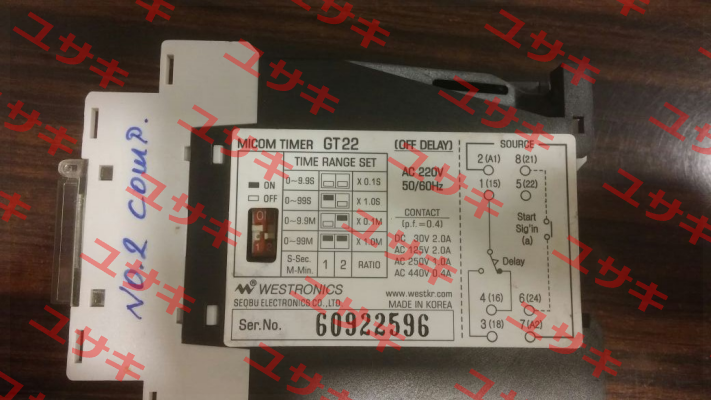 ユサキ
NO.2 COMP.
MICOM TIMER GT22 (OFF DELAY)
TIME RANGE SET
ON
OFF
0~9.9S X 0.1S
0~99S X 1.0S
0~9.9M X 0.1M
0~99M X 1.0M
S-Sec.
M-Min.
1 2 RATIO
AC 220V
50/60Hz
CONTACT
(p.f.=0.4)
DC 30V 2.0A
AC 125V 2.0A
AC 250V 1.0A
AC 440V 0.4A
WESTRONICS
SEOBU ELECTRONICS CO.,LTD.
www.westkr.com
MADE IN KOREA
Ser.No. 60922596
SOURCE
2(A1) 8(21)
1(15) 5(22)
Start
Sig'in
(a)
Delay
4(16) 6(24)
3(18) 7(A2)